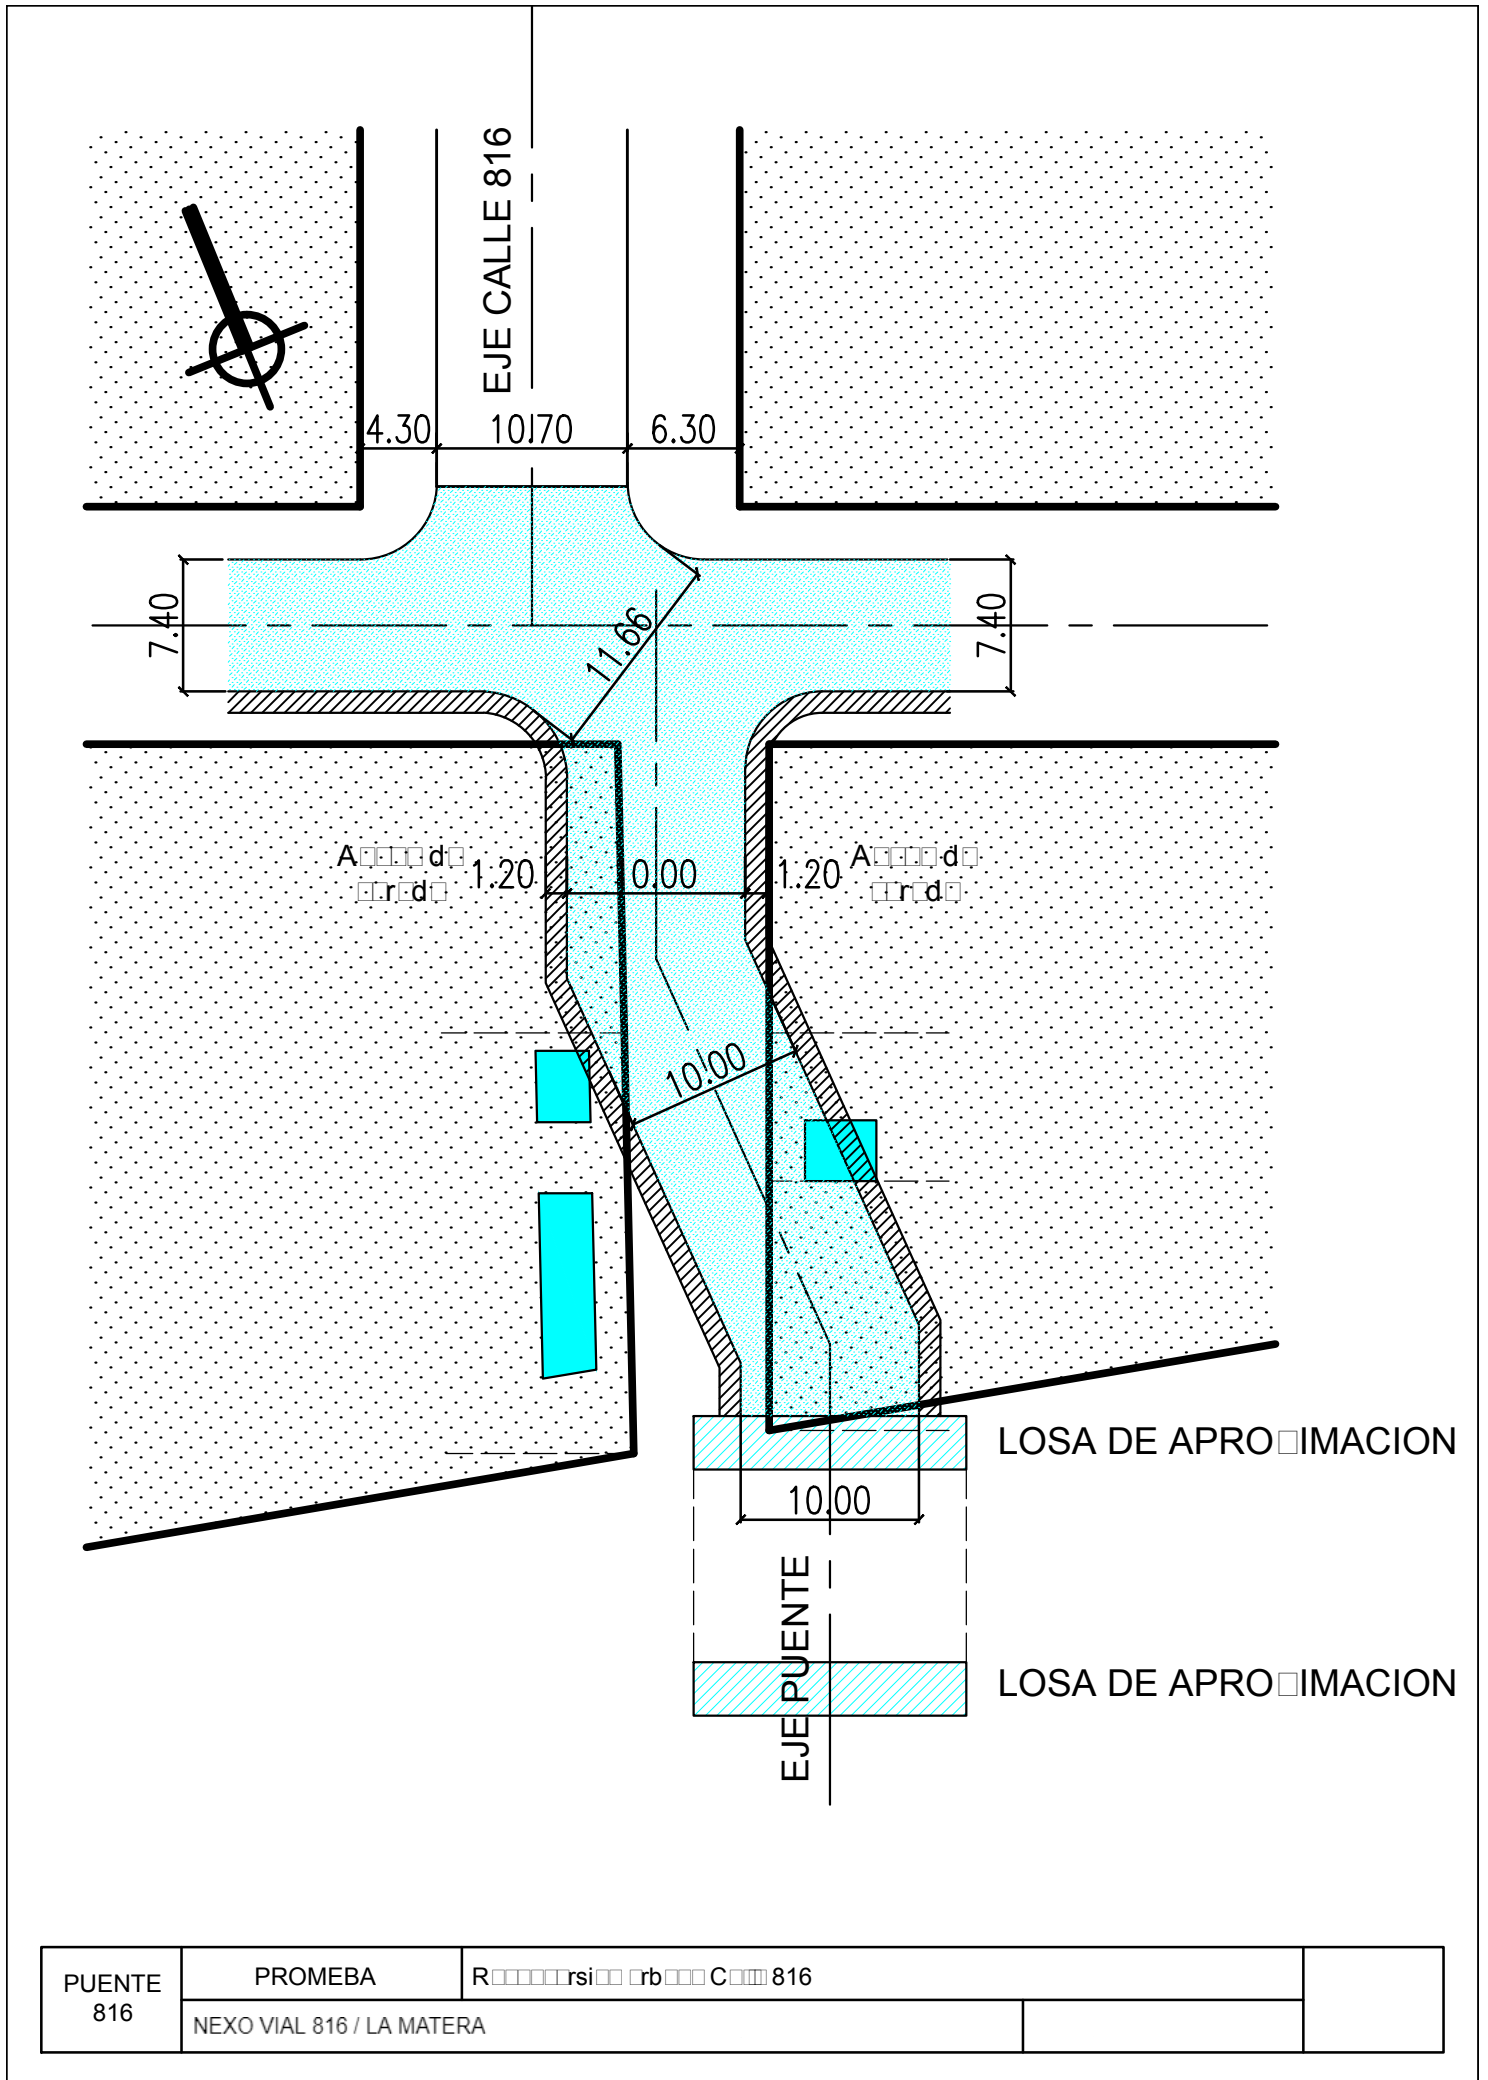 EJE CALLE 816
4.30
10.70
6.30
7.40
11.66
7.40
1.20
0.00
1.20
10.00
LOSA DE APRO□IMACION
10.00
EJE PUENTE
LOSA DE APRO□IMACION
PUENTE
816
PROMEBA
816
NEXO VIAL 816 / LA MATERA